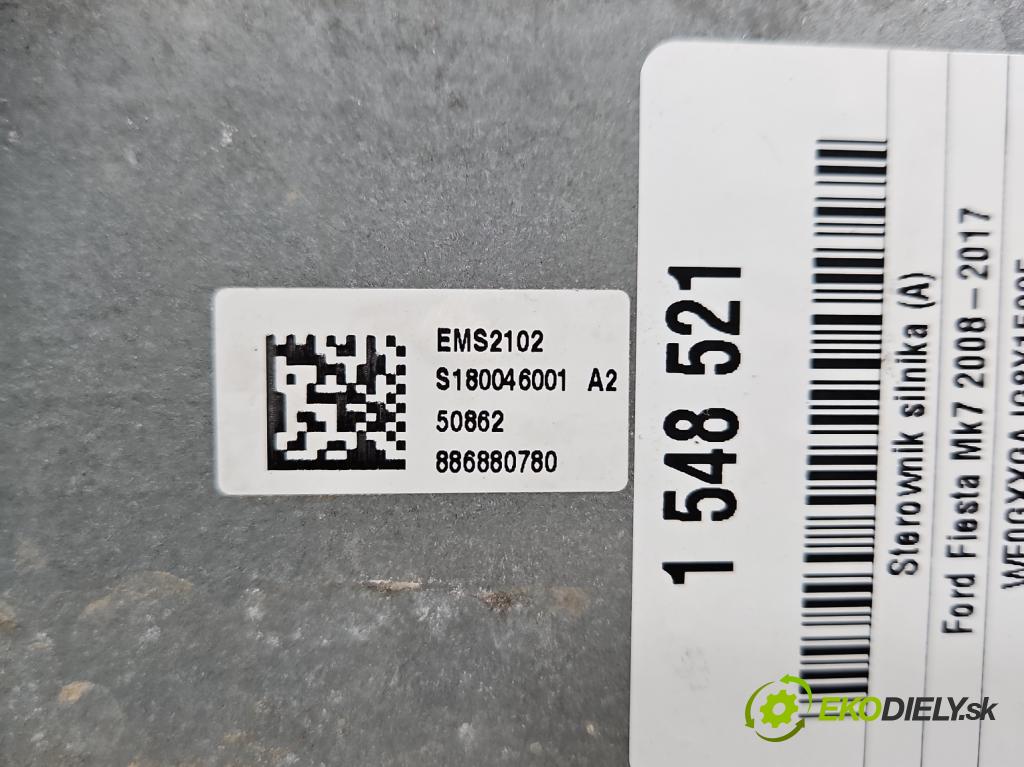 EMS2102
S180046001 A2
50862
886880780
1 548 521
Sterownik silnika (A)
Ford Fiesta Mk7 2008-2017
EKODIELY.sk